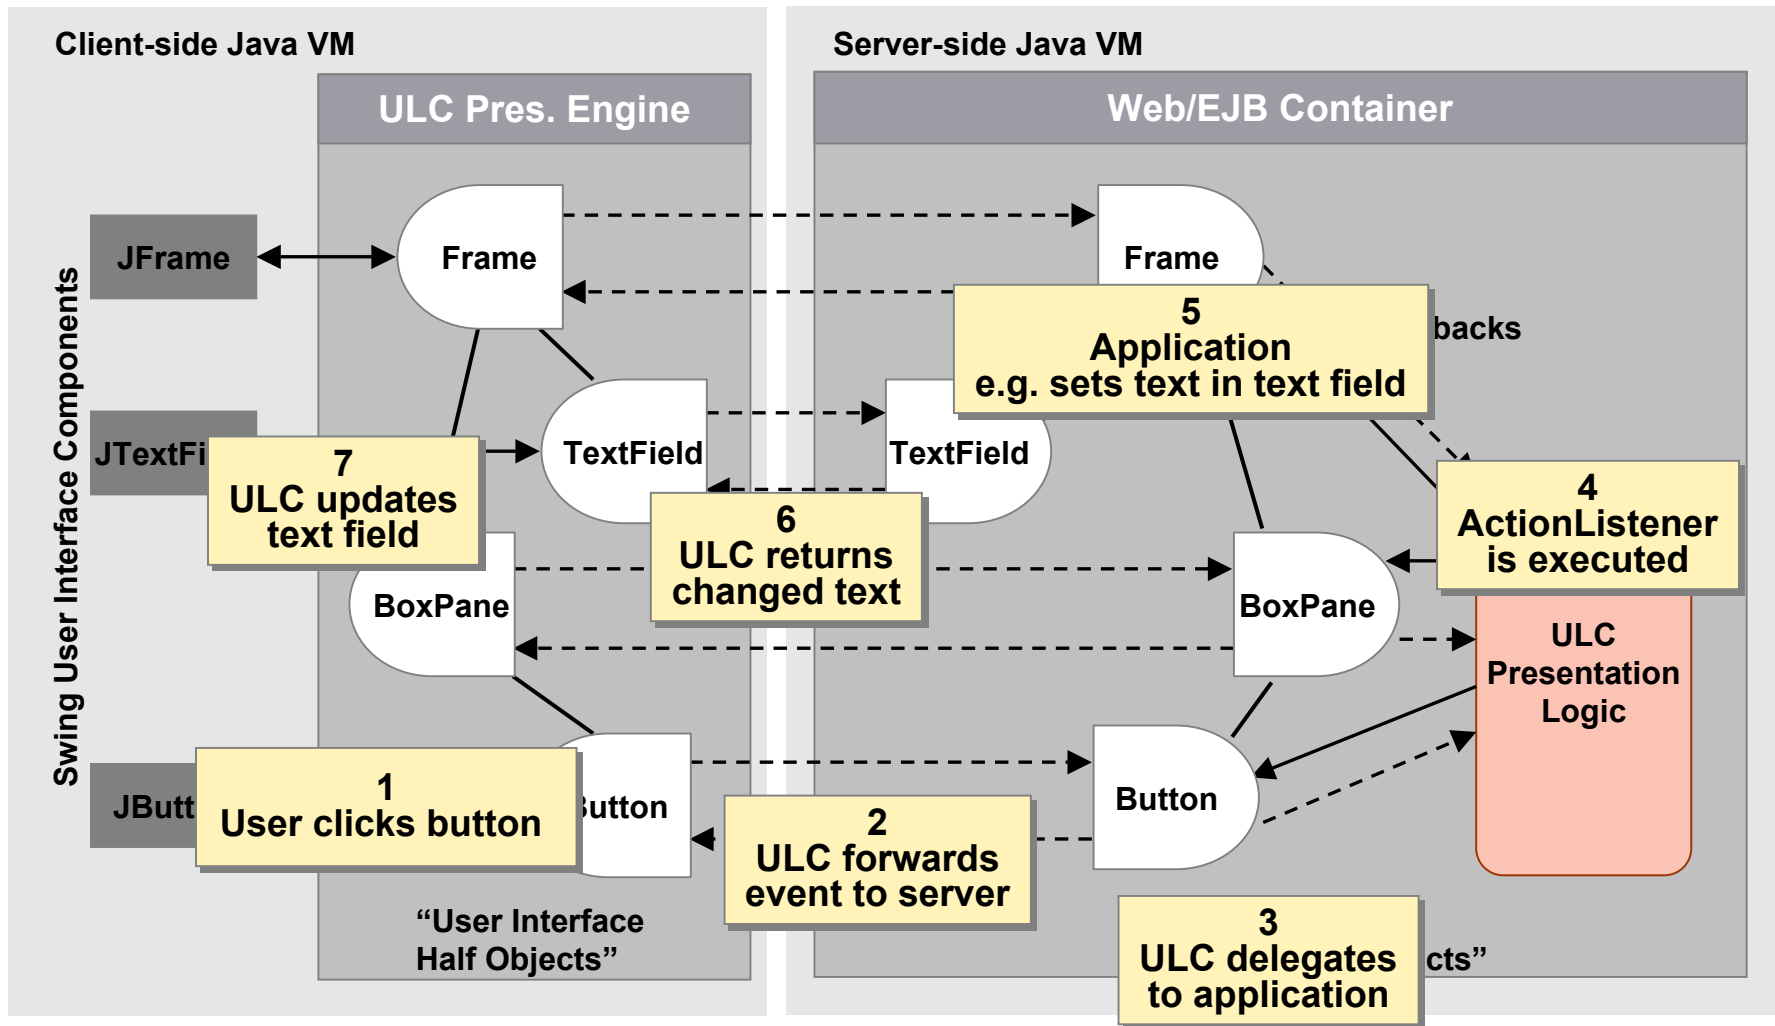 Client-side Java VM
Server-side Java VM
ULC Pres. Engine
Web/EJB Container
Swing User Interface Components
JFrame
Frame
Frame
5
Application
e.g. sets text in text field
backs
JTextFi
7
ULC updates
text field
TextField
TextField
6
ULC returns
changed text
4
ActionListener
is executed
BoxPane
BoxPane
ULC
Presentation
Logic
JButt
1
User clicks button
Button
2
ULC forwards
event to server
Button
“User Interface
Half Objects”
3
ULC delegates
to application
cts”